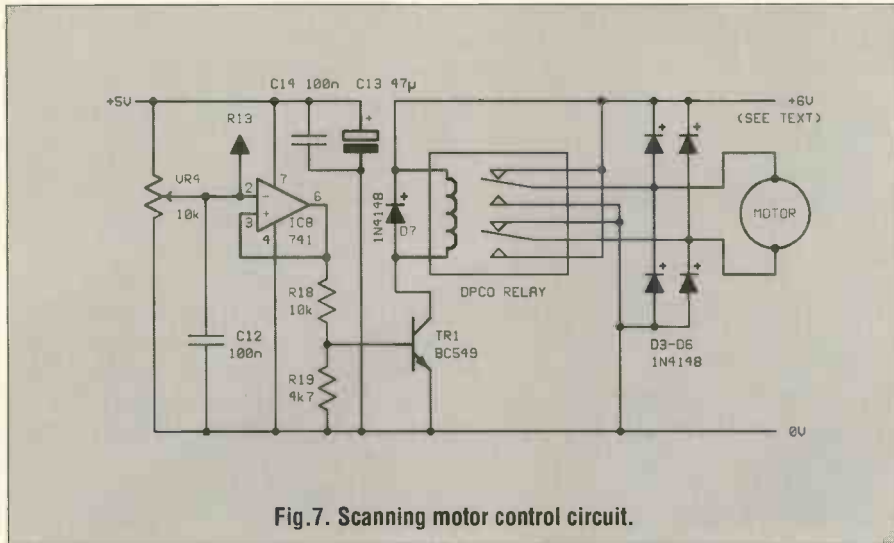 C14 100n C13 47µ
+
+5V
R13
+6V
(SEE TEXT)
+
+
VR4
10k
2
-
7
6
3
+
4
IC8
741
1N4148
+
D7
MOTOR
DPCO RELAY
R18
10k
+
+
C12
100n
TR1
BC549
D3-D6
1N4148
R19
4k7
0V
Fig.7. Scanning motor control circuit.